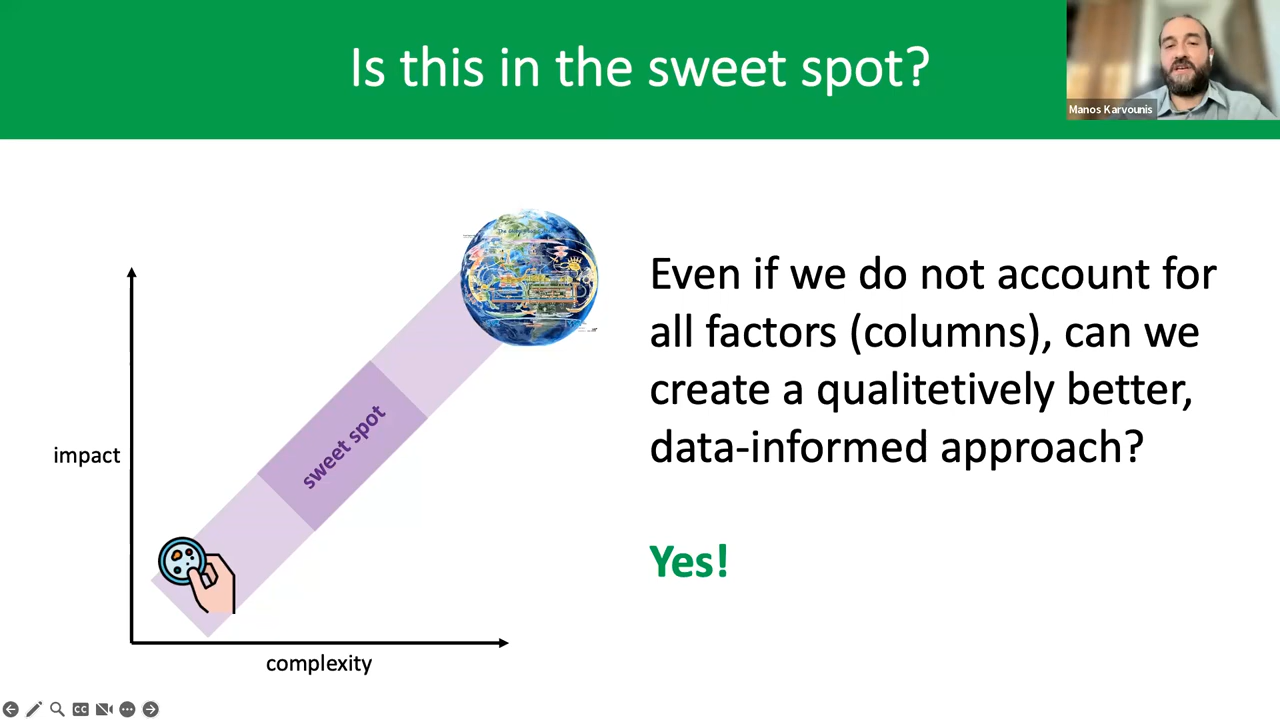 Is this in the sweet spot?
Manos Karvounis
Even if we do not account for
all factors (columns), can we
create a qualitetively better,
data-informed approach?
Yes!
impact
sweet spot
complexity
CC